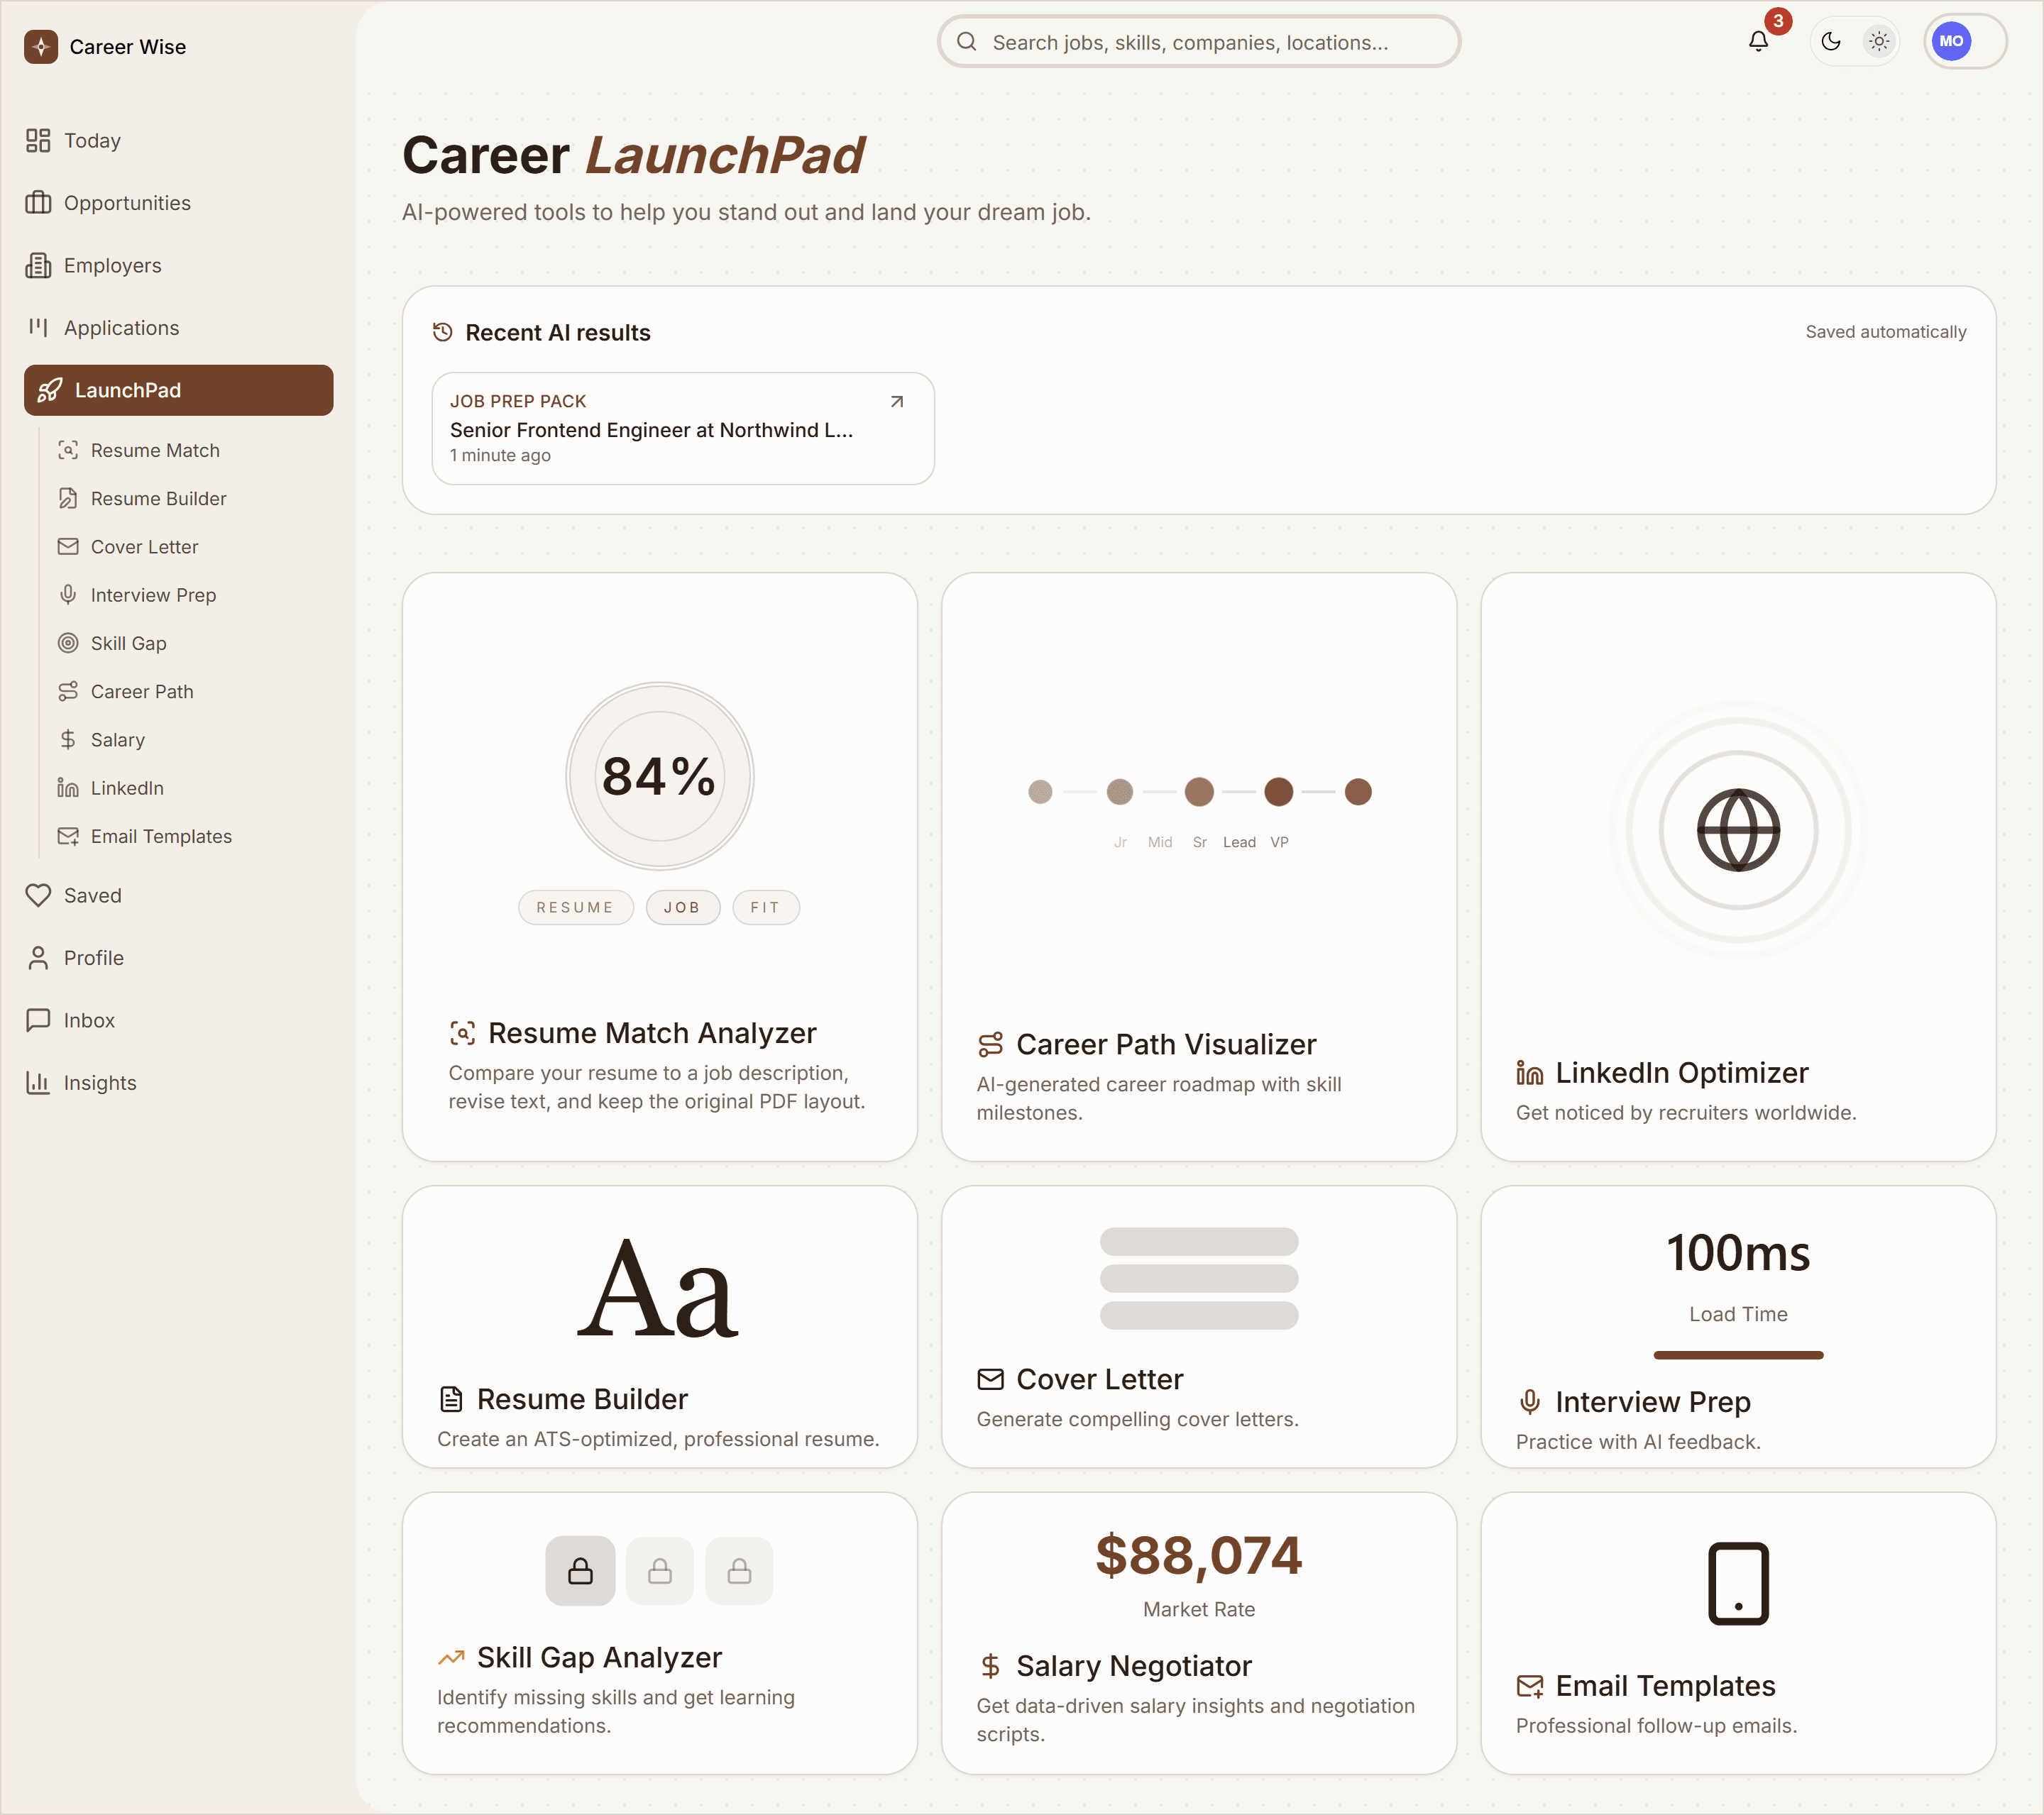 Career Wise
Search jobs, skills, companies, locations...
3
MO
Today
Opportunities
Employers
Applications
LaunchPad
Resume Match
Resume Builder
Cover Letter
Interview Prep
Skill Gap
Career Path
Salary
LinkedIn
Email Templates
Saved
Profile
Inbox
Insights
Career LaunchPad
AI-powered tools to help you stand out and land your dream job.
Recent AI results
Saved automatically
JOB PREP PACK
Senior Frontend Engineer at Northwind L...
1 minute ago
84%
RESUME JOB FIT
Resume Match Analyzer
Compare your resume to a job description,
revise text, and keep the original PDF layout.
Jr Mid Sr Lead VP
Career Path Visualizer
AI-generated career roadmap with skill
milestones.
LinkedIn Optimizer
Get noticed by recruiters worldwide.
Aa
Resume Builder
Create an ATS-optimized, professional resume.
Cover Letter
Generate compelling cover letters.
100ms
Load Time
Interview Prep
Practice with AI feedback.
Skill Gap Analyzer
Identify missing skills and get learning
recommendations.
$88,074
Market Rate
Salary Negotiator
Get data-driven salary insights and negotiation
scripts.
Email Templates
Professional follow-up emails.